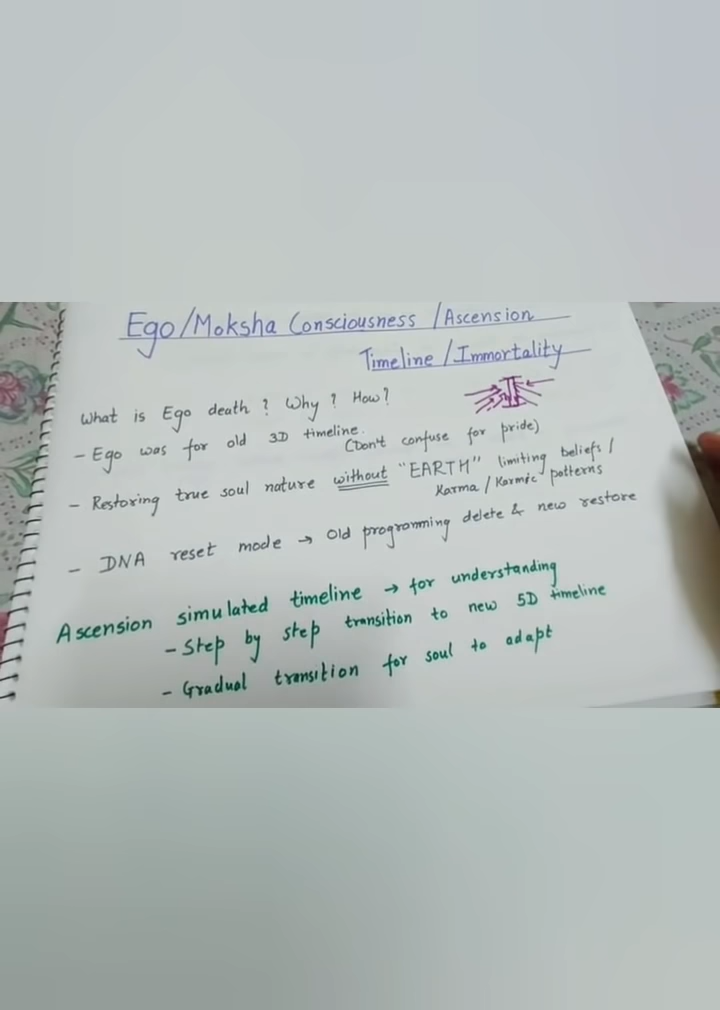 Ego/Moksha Consciousness /Ascension
Timeline /Immortality
What is Ego death? Why? How?
- Ego was for old 3D timeline.
(Don't confuse for pride)
- Restoring true soul nature without "EARTH" limiting beliefs /
Karma / Karmic patterns
- DNA reset mode → Old programming delete & new restore
Ascension simulated timeline → for understanding
- Step by step transition to new 5D timeline
- Gradual transition for soul to adapt